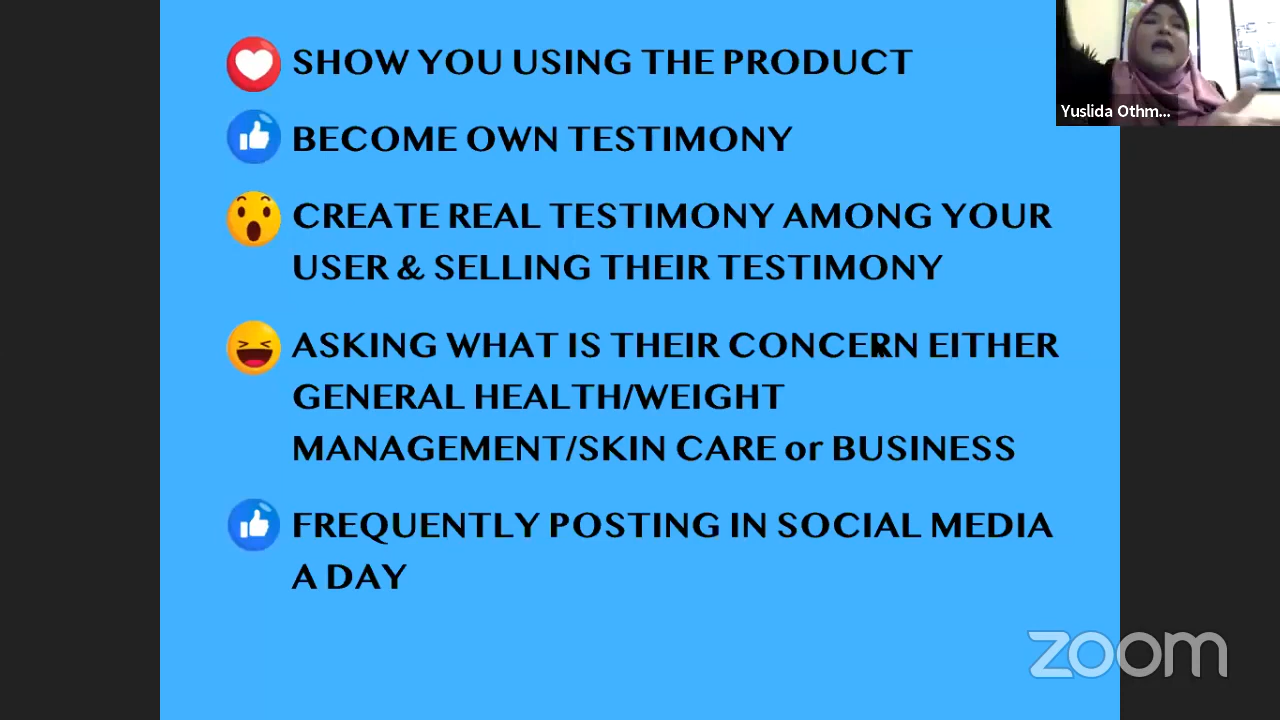 SHOW YOU USING THE PRODUCT
BECOME OWN TESTIMONY
CREATE REAL TESTIMONY AMONG YOUR
USER & SELLING THEIR TESTIMONY
ASKING WHAT IS THEIR CONCERN EITHER
GENERAL HEALTH/WEIGHT
MANAGEMENT/SKIN CARE or BUSINESS
FREQUENTLY POSTING IN SOCIAL MEDIA
A DAY
Yuslida Othm...
zoom